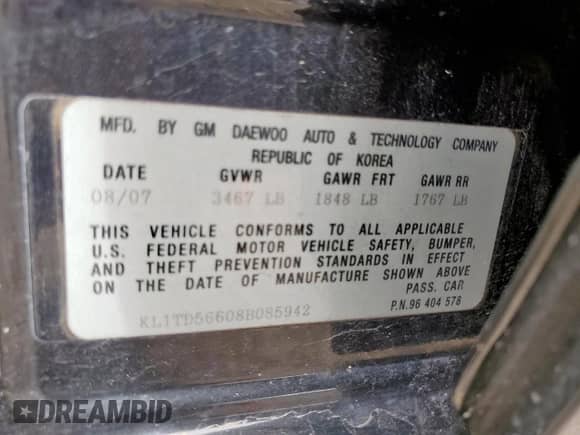 MFD. BY GM DAEWOO AUTO & TECHNOLOGY COMPANY
REPUBLIC OF KOREA
DATE GVWR GAWR FRT GAWR RR
08/07 3467 LB 1848 LB 1767 LB
THIS VEHICLE CONFORMS TO ALL APPLICABLE
U.S. FEDERAL MOTOR VEHICLE SAFETY, BUMPER,
AND THEFT PREVENTION STANDARDS IN EFFECT
ON THE DATE OF MANUFACTURE SHOWN ABOVE
PASS. CAR
KL1TD56608B085942
P.N.96 404 578
DREAMBID